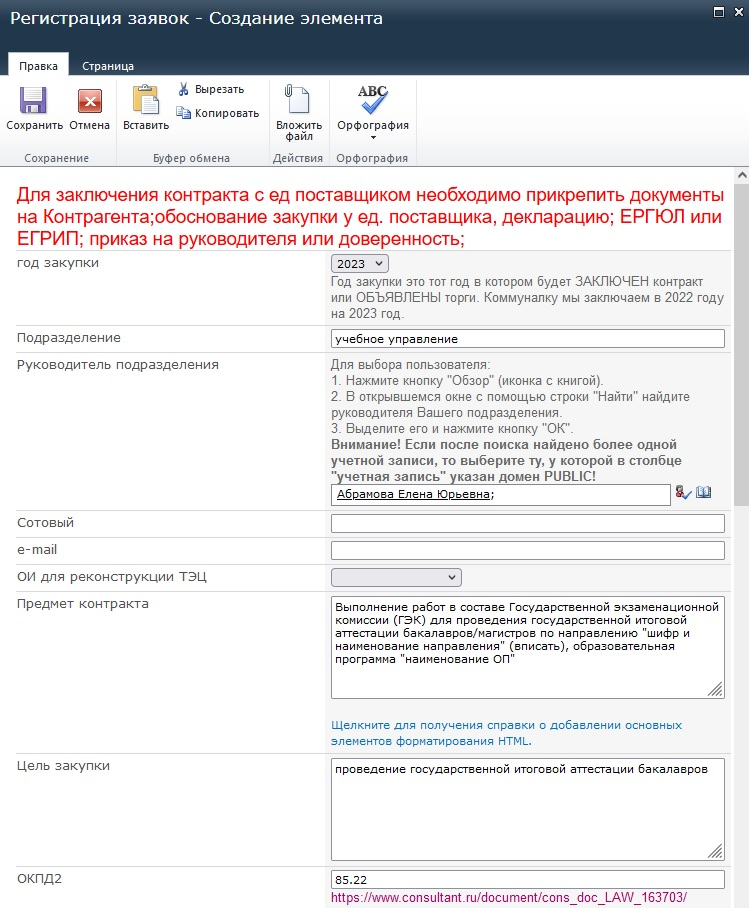 Регистрация заявок - Создание элемента
Правка
Страница
Сохранить
Отмена
Вставить
Вырезать
Копировать
Вложить
файл
ABC
Орфография
Сохранение
Буфер обмена
Действия
Орфография
Для заключения контракта с ед поставщиком необходимо прикрепить документы
на Контрагента;обоснование закупки у ед. поставщика, декларацию; ЕРГЮЛ или
ЕГРИП; приказ на руководителя или доверенность;
год закупки
2023
Год закупки это тот год в котором будет ЗАКЛЮЧЕН контракт
или ОБЪЯВЛЕНЫ торги. Коммуналку мы заключаем в 2022 году
на 2023 год.
Подразделение
учебное управление
Руководитель подразделения
Для выбора пользователя:
1. Нажмите кнопку "Обзор" (иконка с книгой).
2. В открывшемся окне с помощью строки "Найти" найдите
руководителя Вашего подразделения.
3. Выделите его и нажмите кнопку "ОК".
Внимание! Если после поиска найдено более одной
учетной записи, то выберите ту, у которой в столбце
"учетная запись" указан домен PUBLIC!
Абрамова Елена Юрьевна;
Сотовый
e-mail
ОИ для реконструкции ТЭЦ
Предмет контракта
Выполнение работ в составе Государственной экзаменационной
комиссии (ГЭК) для проведения государственной итоговой
аттестации бакалавров/магистров по направлению "шифр и
наименование направления" (вписать), образовательная
программа "наименование ОП"
Щелкните для получения справки о добавлении основных
элементов форматирования HTML.
Цель закупки
проведение государственной итоговой аттестации бакалавров
ОКПД2
85.22
https://www.consultant.ru/document/cons_doc_LAW_163703/